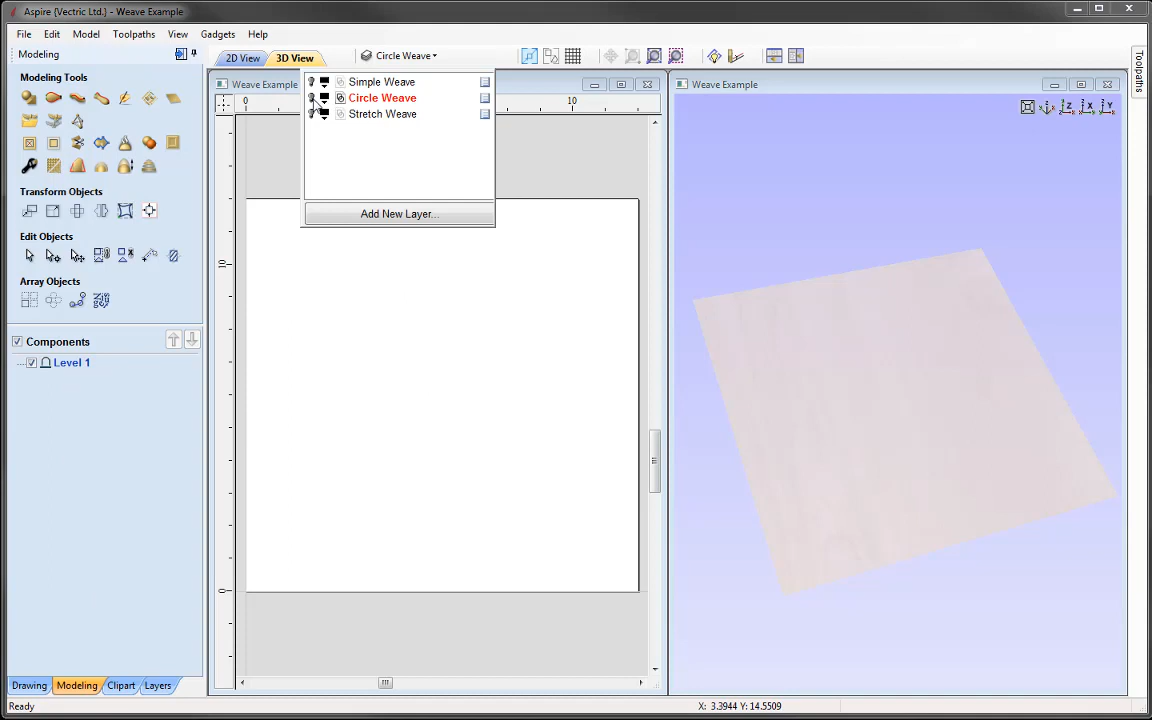 Aspire {Vectric Ltd.} - Weave Example
File Edit Model Toolpaths View Gadgets Help
Modeling
2D View 3D View Circle Weave
Modeling Tools
Transform Objects
Edit Objects
Array Objects
Components
Level 1
Drawing Modeling Clipart Layers
Weave Example
0 10
Simple Weave
Circle Weave
Stretch Weave
Add New Layer...
10
0
Weave Example
Z X Y
Toolpaths
Ready
X: 3.3944 Y: 14.5509